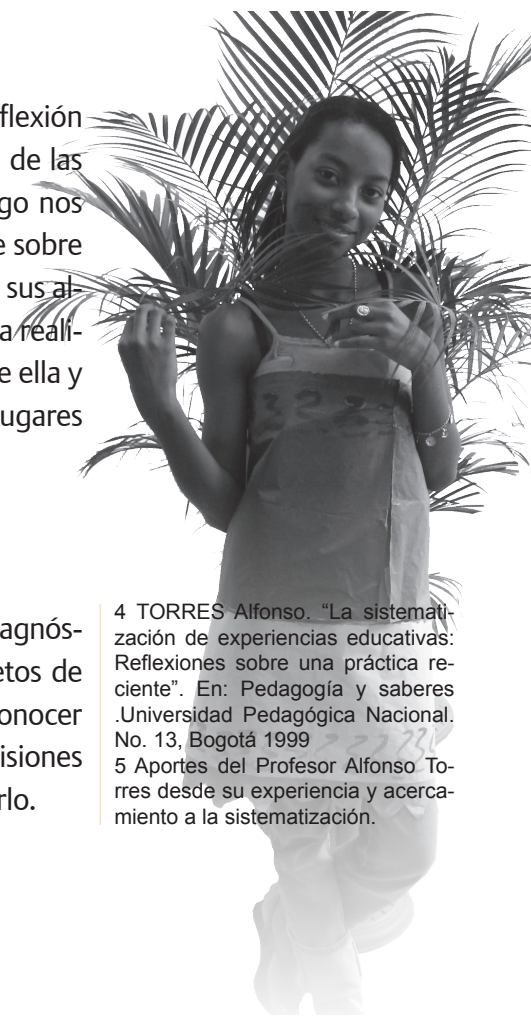 flexión
de las
go nos
e sobre
sus al-
a reali-
e ella y
ugares
agnós-
etos de
onocer
isiones
rlo.
4 TORRES Alfonso. “La sistemati-
zación de experiencias educativas:
Reflexiones sobre una práctica re-
ciente”. En: Pedagogía y saberes
.Universidad Pedagógica Nacional.
No. 13, Bogotá 1999
5 Aportes del Profesor Alfonso To-
rres desde su experiencia y acerca-
miento a la sistematización.